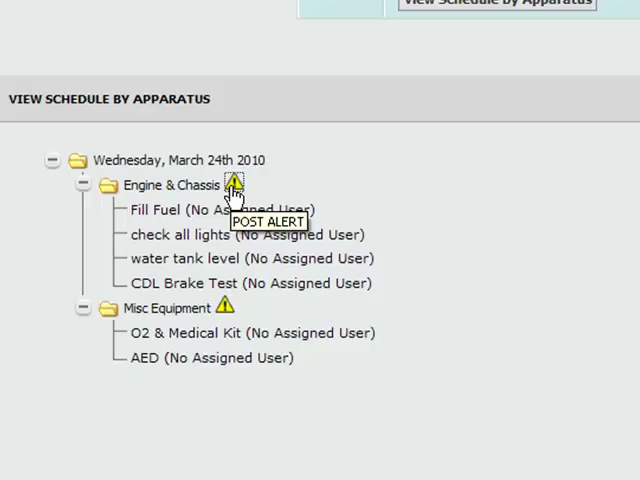 View Schedule by Apparatus
VIEW SCHEDULE BY APPARATUS
Wednesday, March 24th 2010
Engine & Chassis
Fill Fuel (No Assigned User)
POST ALERT
check all lights (No Assigned User)
water tank level (No Assigned User)
CDL Brake Test (No Assigned User)
Misc Equipment
O2 & Medical Kit (No Assigned User)
AED (No Assigned User)